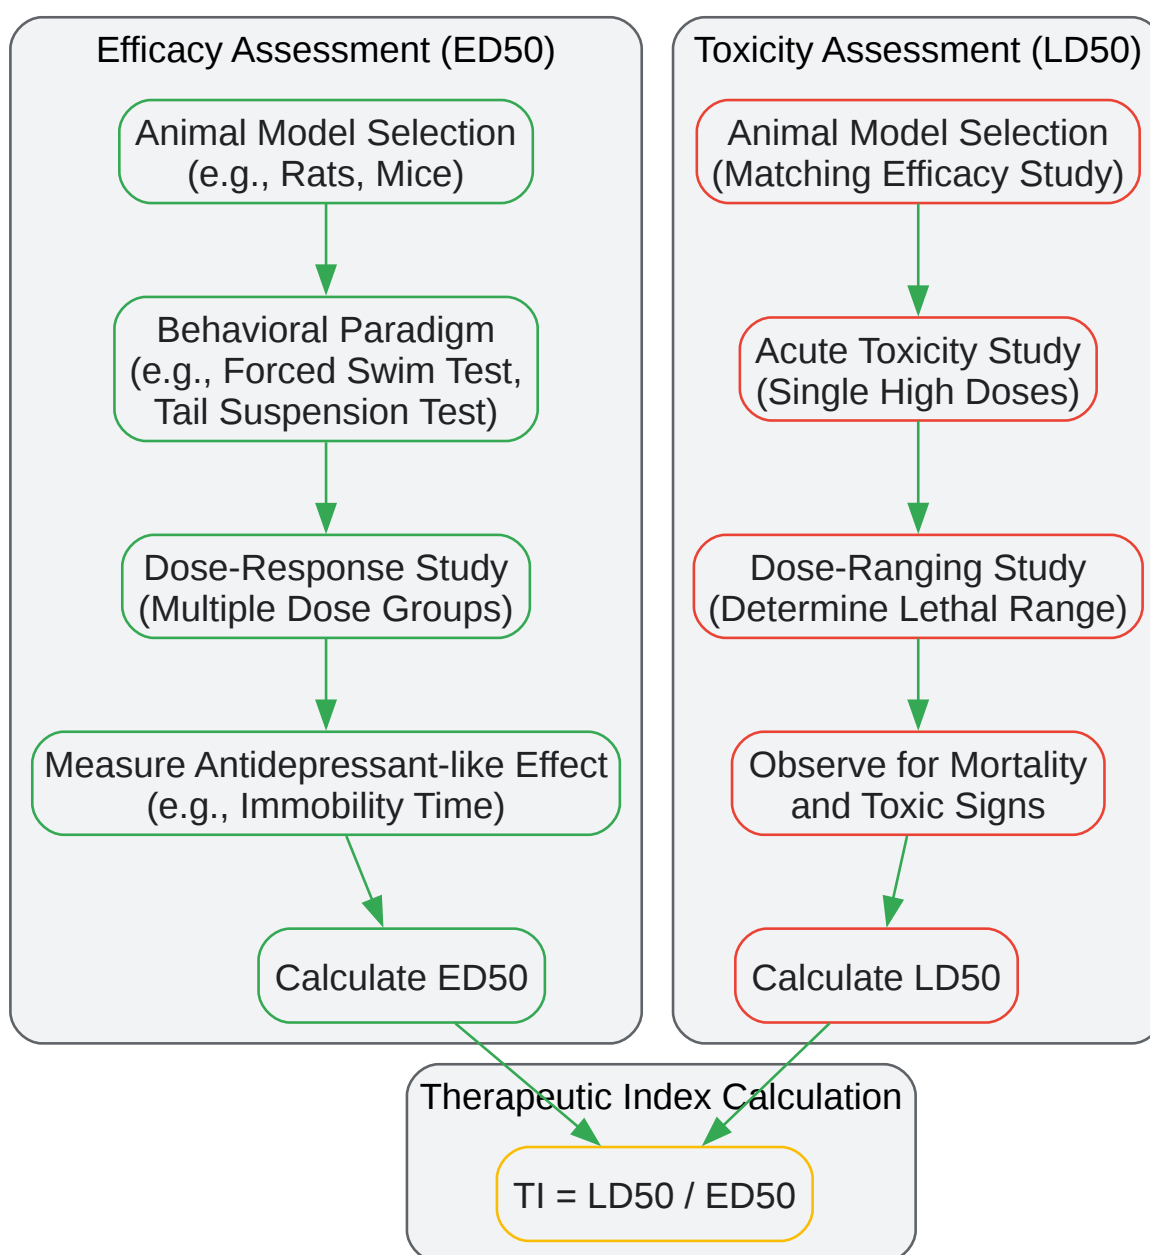 Efficacy Assessment (ED50)
Animal Model Selection
(e.g., Rats, Mice)
Behavioral Paradigm
(e.g., Forced Swim Test,
Tail Suspension Test)
Dose-Response Study
(Multiple Dose Groups)
Measure Antidepressant-like Effect
(e.g., Immobility Time)
Calculate ED50
Toxicity Assessment (LD50)
Animal Model Selection
(Matching Efficacy Study)
Acute Toxicity Study
(Single High Doses)
Dose-Ranging Study
(Determine Lethal Range)
Observe for Mortality
and Toxic Signs
Calculate LD50
Therapeutic Index Calculation
TI = LD50 / ED50